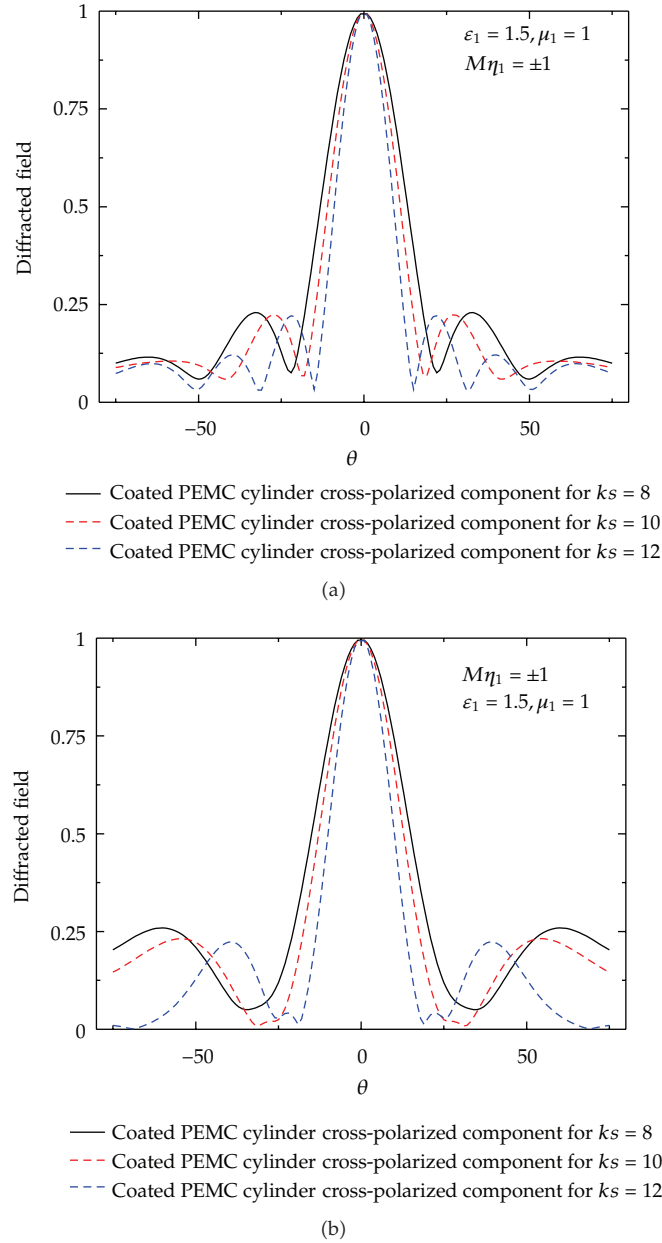 1
0.75
0.5
0.25
0
Diffracted field
ε₁ = 1.5, μ₁ = 1
Mη₁ = ±1
−50 0 50
θ
Coated PEMC cylinder cross-polarized component for ks = 8
Coated PEMC cylinder cross-polarized component for ks = 10
Coated PEMC cylinder cross-polarized component for ks = 12
(a)
1
0.75
0.5
0.25
0
Diffracted field
Mη₁ = ±1
ε₁ = 1.5, μ₁ = 1
−50 0 50
θ
Coated PEMC cylinder cross-polarized component for ks = 8
Coated PEMC cylinder cross-polarized component for ks = 10
Coated PEMC cylinder cross-polarized component for ks = 12
(b)